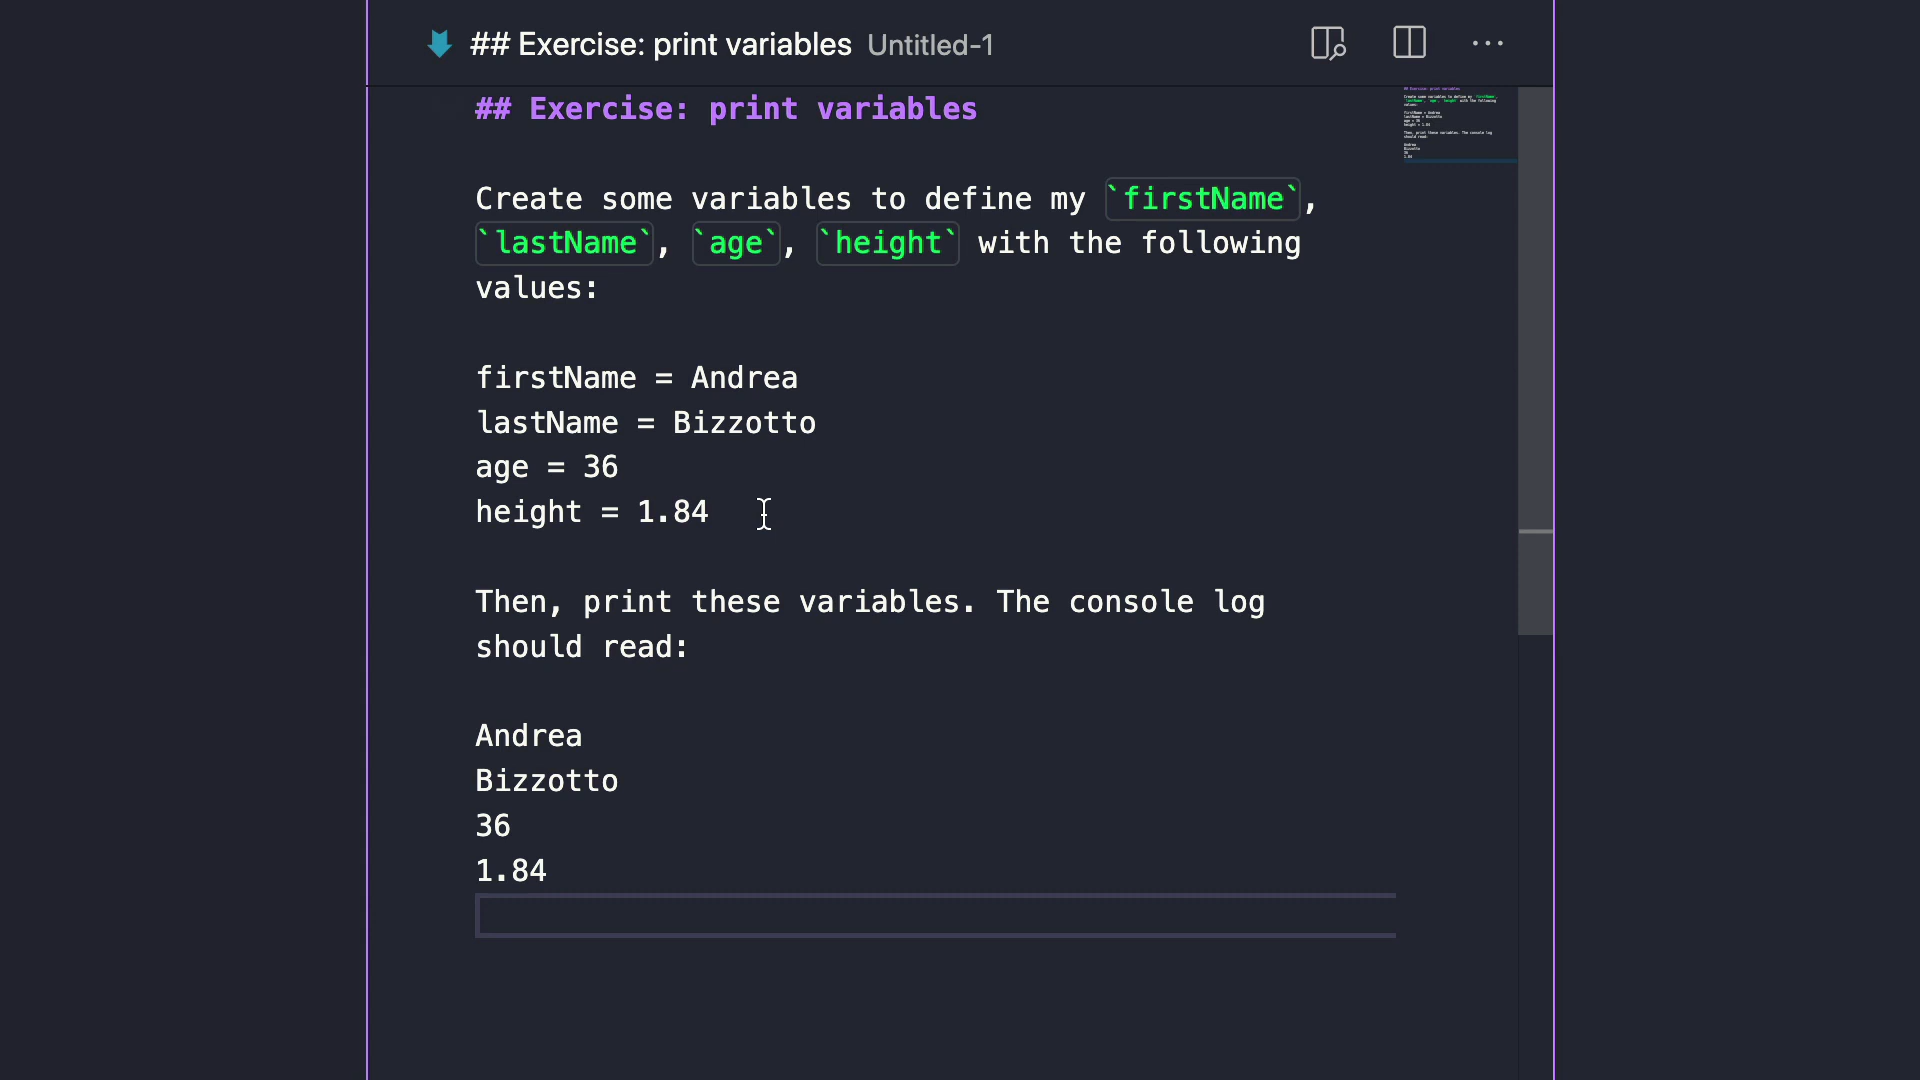 ## Exercise: print variables Untitled-1
## Exercise: print variables
Create some variables to define my `firstName`,
`lastName`, `age`, `height` with the following
values:
firstName = Andrea
lastName = Bizzotto
age = 36
height = 1.84
Then, print these variables. The console log
should read:
Andrea
Bizzotto
36
1.84